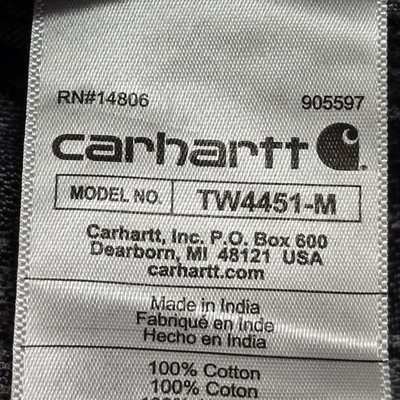 RN#14806 905597
carhartt
MODEL NO. TW4451-M
Carhartt, Inc. P.O. Box 600
Dearborn, MI 48121 USA
carhartt.com
Made in India
Fabriqué en Inde
Hecho en India
100% Cotton
100% Coton